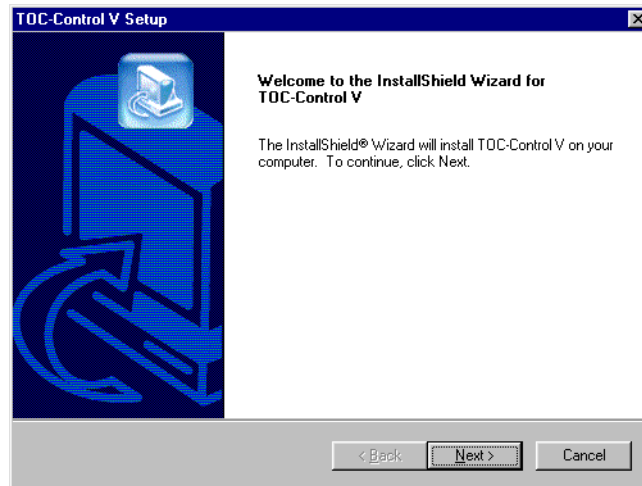 TOC-Control V Setup
Welcome to the InstallShield Wizard for
TOC-Control V
The InstallShield® Wizard will install TOC-Control V on your
computer. To continue, click Next.
< Back
Next >
Cancel